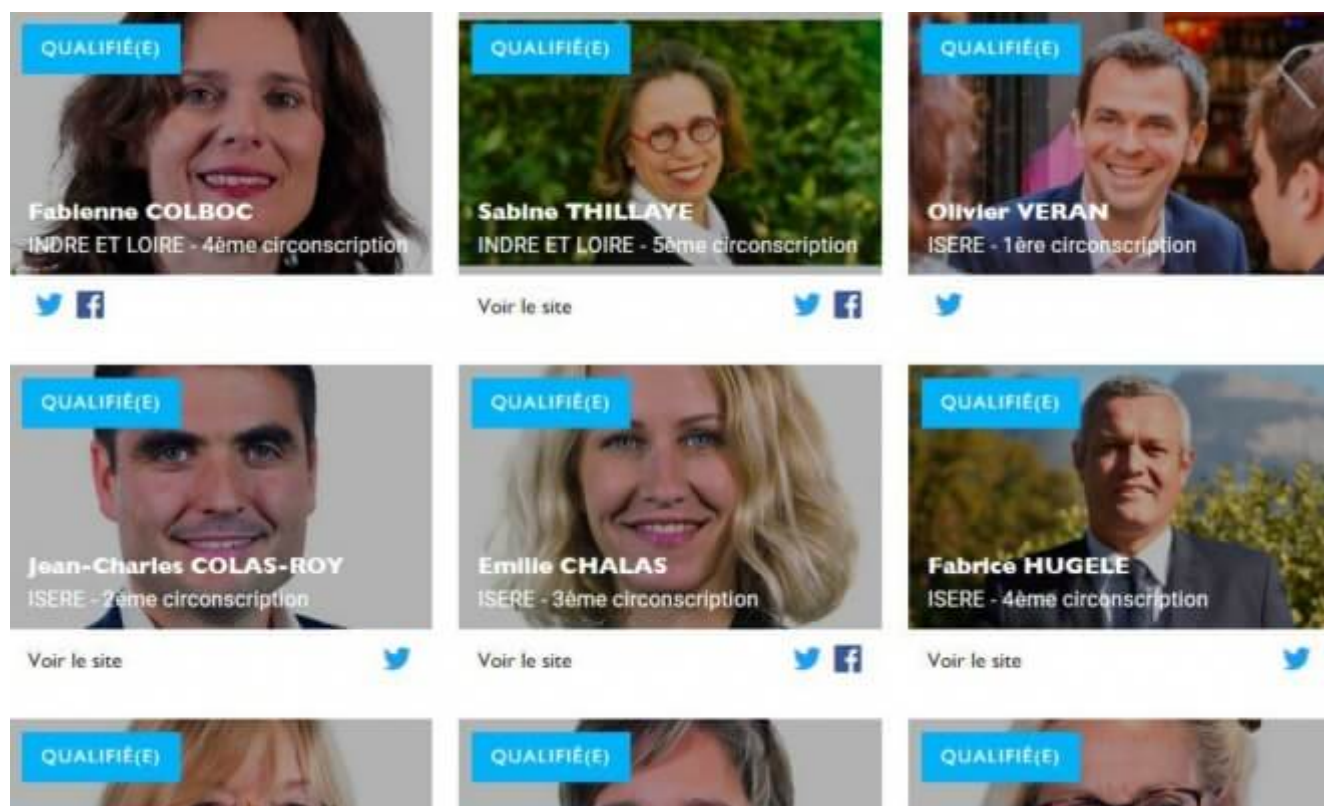 QUALIFIÉ(E)
Fabienne COLBOC
INDRE ET LOIRE - 4ème circonscription
QUALIFIÉ(E)
Sabine THILLAYE
INDRE ET LOIRE - 5ème circonscription
Voir le site
QUALIFIÉ(E)
Olivier VERAN
ISERE - 1ère circonscription
QUALIFIÉ(E)
Jean-Charles COLAS-ROY
ISERE - 2ème circonscription
Voir le site
QUALIFIÉ(E)
Emilie CHALAS
ISERE - 3ème circonscription
Voir le site
QUALIFIÉ(E)
Fabrice HUGELE
ISERE - 4ème circonscription
Voir le site
QUALIFIÉ(E)
QUALIFIÉ(E)
QUALIFIÉ(E)